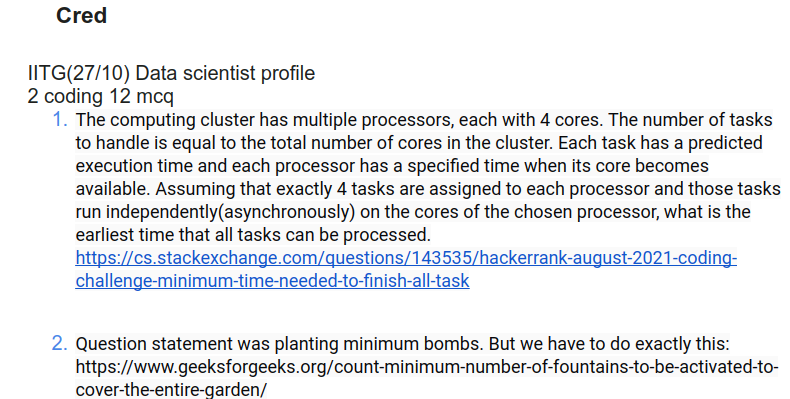 Cred
IITG(27/10) Data scientist profile
2 coding 12 mcq
1. The computing cluster has multiple processors, each with 4 cores. The number of tasks
to handle is equal to the total number of cores in the cluster. Each task has a predicted
execution time and each processor has a specified time when its core becomes
available. Assuming that exactly 4 tasks are assigned to each processor and those tasks
run independently(asynchronously) on the cores of the chosen processor, what is the
earliest time that all tasks can be processed.
https://cs.stackexchange.com/questions/143535/hackerrank-august-2021-coding-
challenge-minimum-time-needed-to-finish-all-task
2. Question statement was planting minimum bombs. But we have to do exactly this:
https://www.geeksforgeeks.org/count-minimum-number-of-fountains-to-be-activated-to-
cover-the-entire-garden/